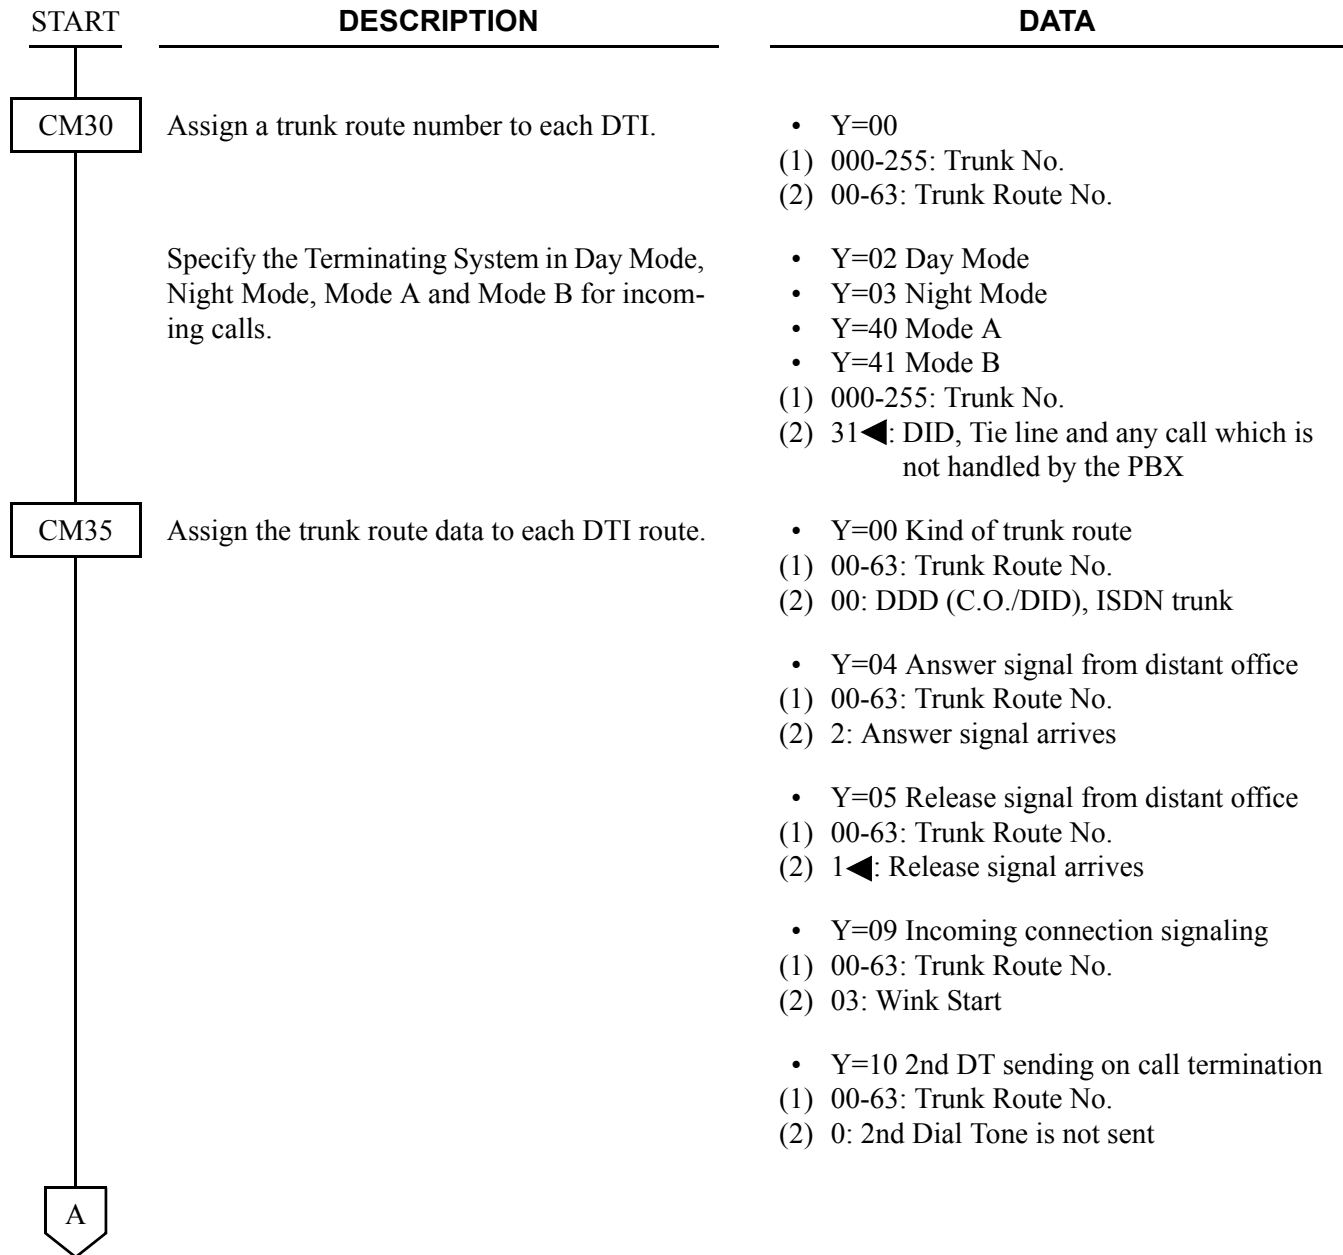 START DESCRIPTION DATA
CM30 Assign a trunk route number to each DTI. • Y=00
(1) 000-255: Trunk No.
(2) 00-63: Trunk Route No.
Specify the Terminating System in Day Mode, • Y=02 Day Mode
Night Mode, Mode A and Mode B for incom- • Y=03 Night Mode
ing calls. • Y=40 Mode A
• Y=41 Mode B
(1) 000-255: Trunk No.
(2) 31◀: DID, Tie line and any call which is
not handled by the PBX
CM35 Assign the trunk route data to each DTI route. • Y=00 Kind of trunk route
(1) 00-63: Trunk Route No.
(2) 00: DDD (C.O./DID), ISDN trunk
• Y=04 Answer signal from distant office
(1) 00-63: Trunk Route No.
(2) 2: Answer signal arrives
• Y=05 Release signal from distant office
(1) 00-63: Trunk Route No.
(2) 1◀: Release signal arrives
• Y=09 Incoming connection signaling
(1) 00-63: Trunk Route No.
(2) 03: Wink Start
• Y=10 2nd DT sending on call termination
(1) 00-63: Trunk Route No.
(2) 0: 2nd Dial Tone is not sent
A